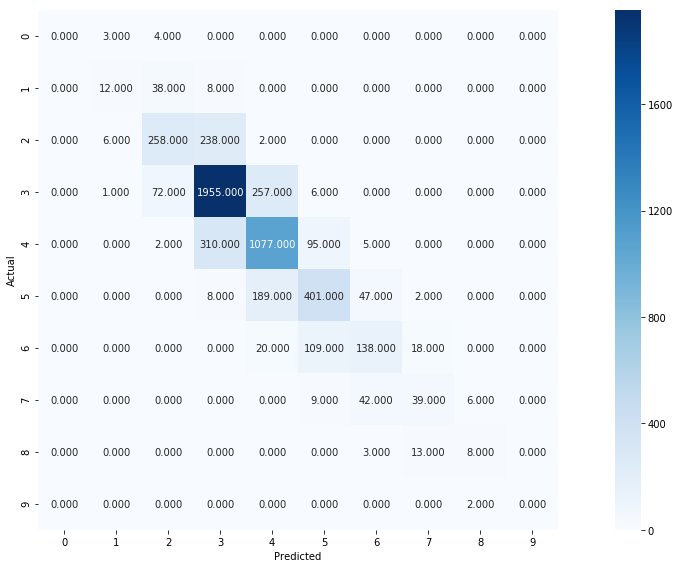 0 0.000 3.000 4.000 0.000 0.000 0.000 0.000 0.000 0.000 0.000
1 0.000 12.000 38.000 8.000 0.000 0.000 0.000 0.000 0.000 0.000
2 0.000 6.000 258.000 238.000 2.000 0.000 0.000 0.000 0.000 0.000
3 0.000 1.000 72.000 1955.000 257.000 6.000 0.000 0.000 0.000 0.000
4 0.000 0.000 2.000 310.000 1077.000 95.000 5.000 0.000 0.000 0.000
5 0.000 0.000 0.000 8.000 189.000 401.000 47.000 2.000 0.000 0.000
6 0.000 0.000 0.000 0.000 20.000 109.000 138.000 18.000 0.000 0.000
7 0.000 0.000 0.000 0.000 0.000 9.000 42.000 39.000 6.000 0.000
8 0.000 0.000 0.000 0.000 0.000 0.000 3.000 13.000 8.000 0.000
9 0.000 0.000 0.000 0.000 0.000 0.000 0.000 0.000 2.000 0.000
0 1 2 3 4 5 6 7 8 9
Predicted
Actual
1600
1200
800
400
0